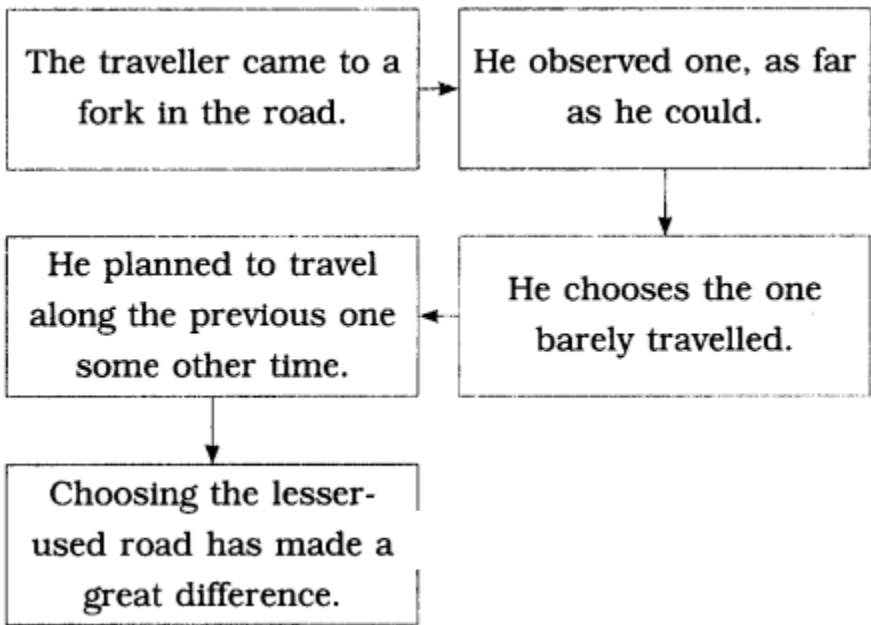 The traveller came to a
fork in the road.
He observed one, as far
as he could.
He chooses the one
barely travelled.
He planned to travel
along the previous one
some other time.
Choosing the lesser-
used road has made a
great difference.